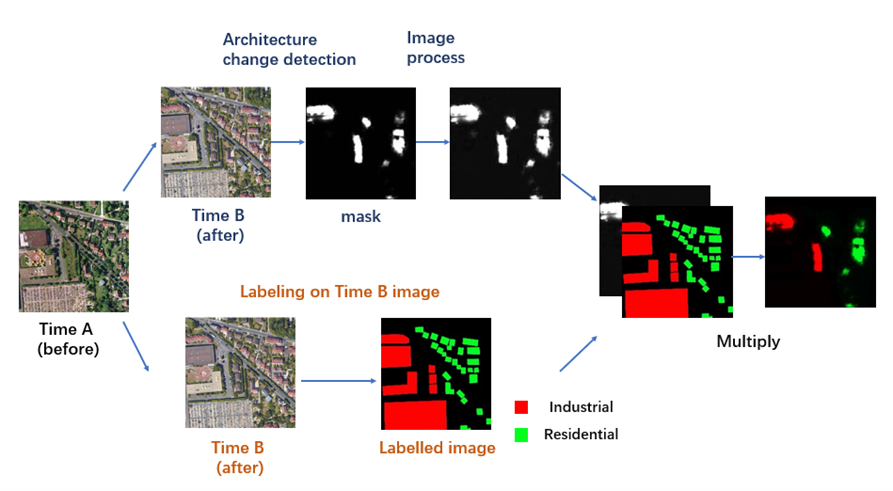 Architecture
change detection
Image
process
Time B
(after)
mask
Time A
(before)
Labeling on Time B image
Multiply
Time B
(after)
Labelled image
Industrial
Residential